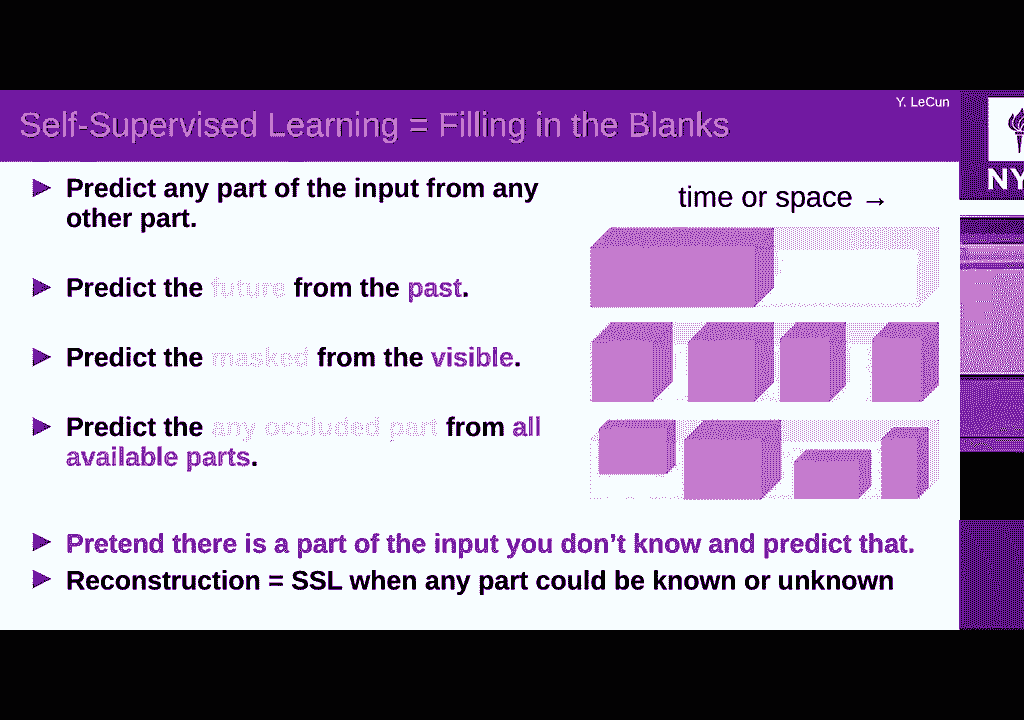 Y. LeCun
Self-Supervised Learning = Filling in the Blanks
Predict any part of the input from any
other part.
time or space →
Predict the future from the past.
Predict the masked from the visible.
Predict the any occluded part from all
available parts.
Pretend there is a part of the input you don't know and predict that.
Reconstruction = SSL when any part could be known or unknown
NY